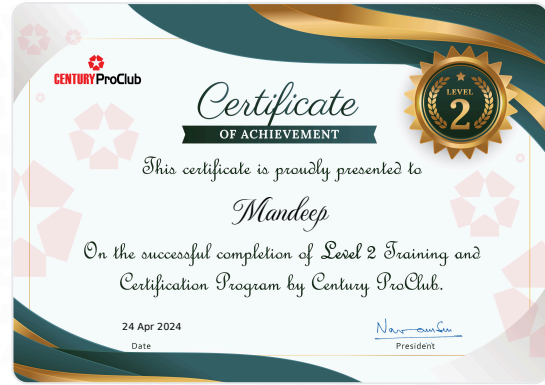 CENTURY ProClub
Certificate
OF ACHIEVEMENT
LEVEL
2
This certificate is proudly presented to
Mandeep
On the successful completion of Level 2 Training and
Certification Program by Century ProClub.
24 Apr 2024
Date
President